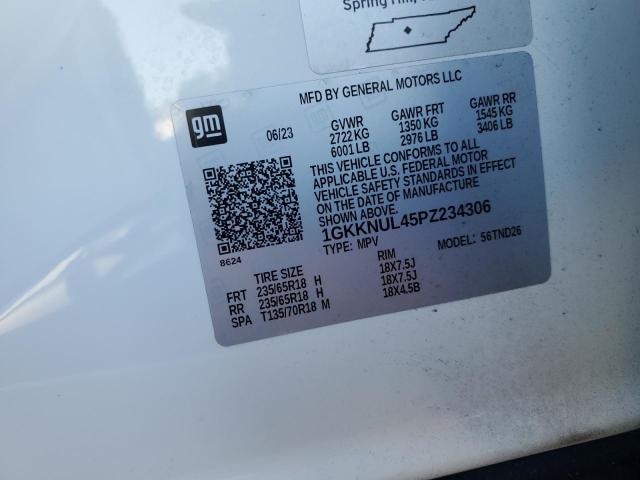 Spring Hill,
MFD BY GENERAL MOTORS LLC
gm
06/23
GVWR GAWR FRT GAWR RR
2722 KG 1350 KG 1545 KG
6001 LB 2976 LB 3406 LB
THIS VEHICLE CONFORMS TO ALL
APPLICABLE U.S. FEDERAL MOTOR
VEHICLE SAFETY STANDARDS IN EFFECT
ON THE DATE OF MANUFACTURE
SHOWN ABOVE.
1GKKNUL45PZ234306
TYPE: MPV MODEL: 56TND26
8624
TIRE SIZE RIM
FRT 235/65R18 H 18X7.5J
RR 235/65R18 H 18X7.5J
SPA T135/70R18 M 18X4.5B